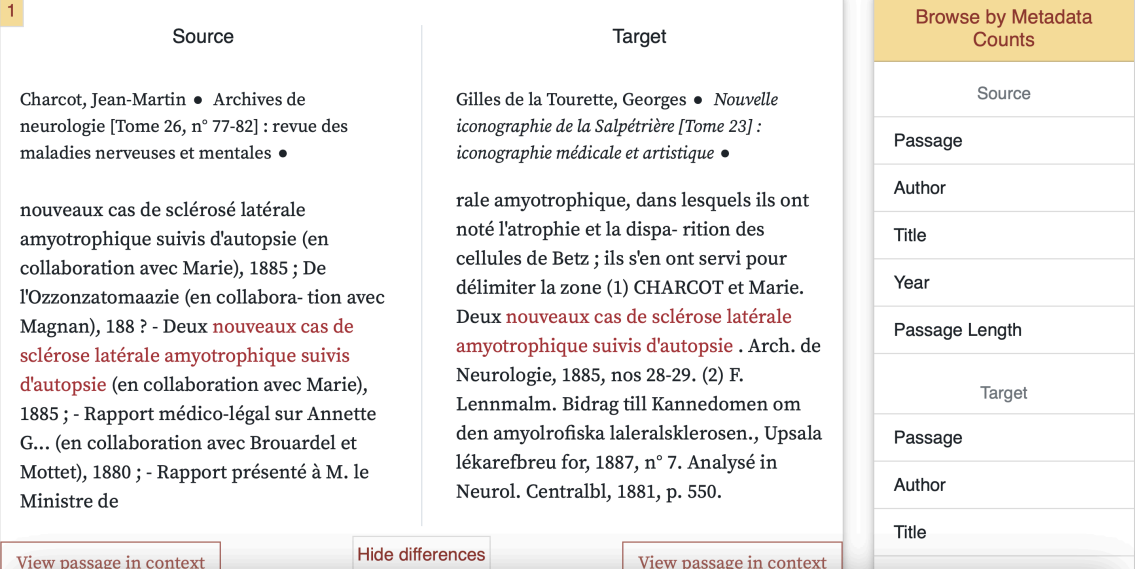 1
Source
Charcot, Jean-Martin ● Archives de
neurologie [Tome 26, n° 77-82] : revue des
maladies nerveuses et mentales ●
nouveaux cas de sclérosé latérale
amyotrophique suivis d'autopsie (en
collaboration avec Marie), 1885 ; De
l'Ozzonzatomaazie (en collabora- tion avec
Magnan), 188 ? - Deux nouveaux cas de
sclérose latérale amyotrophique suivis
d'autopsie (en collaboration avec Marie),
1885 ; - Rapport médico-légal sur Annette
G... (en collaboration avec Brouardel et
Mottet), 1880 ; - Rapport présenté à M. le
Ministre de
View passage in context
Hide differences
Target
Gilles de la Tourette, Georges ● Nouvelle
iconographie de la Salpétrière [Tome 23] :
iconographie médicale et artistique ●
rale amyotrophique, dans lesquels ils ont
noté l'atrophie et la dispa- rition des
cellules de Betz ; ils s'en ont servi pour
délimiter la zone (1) CHARCOT et Marie.
Deux nouveaux cas de sclérose latérale
amyotrophique suivis d'autopsie . Arch. de
Neurologie, 1885, nos 28-29. (2) F.
Lennmalm. Bidrag till Kannedomen om
den amyolrofiska laleralsklerosen., Upsala
lékarefbreu for, 1887, n° 7. Analysé in
Neurol. Centralbl, 1881, p. 550.
View passage in context
Browse by Metadata
Counts
Source
Passage
Author
Title
Year
Passage Length
Target
Passage
Author
Title